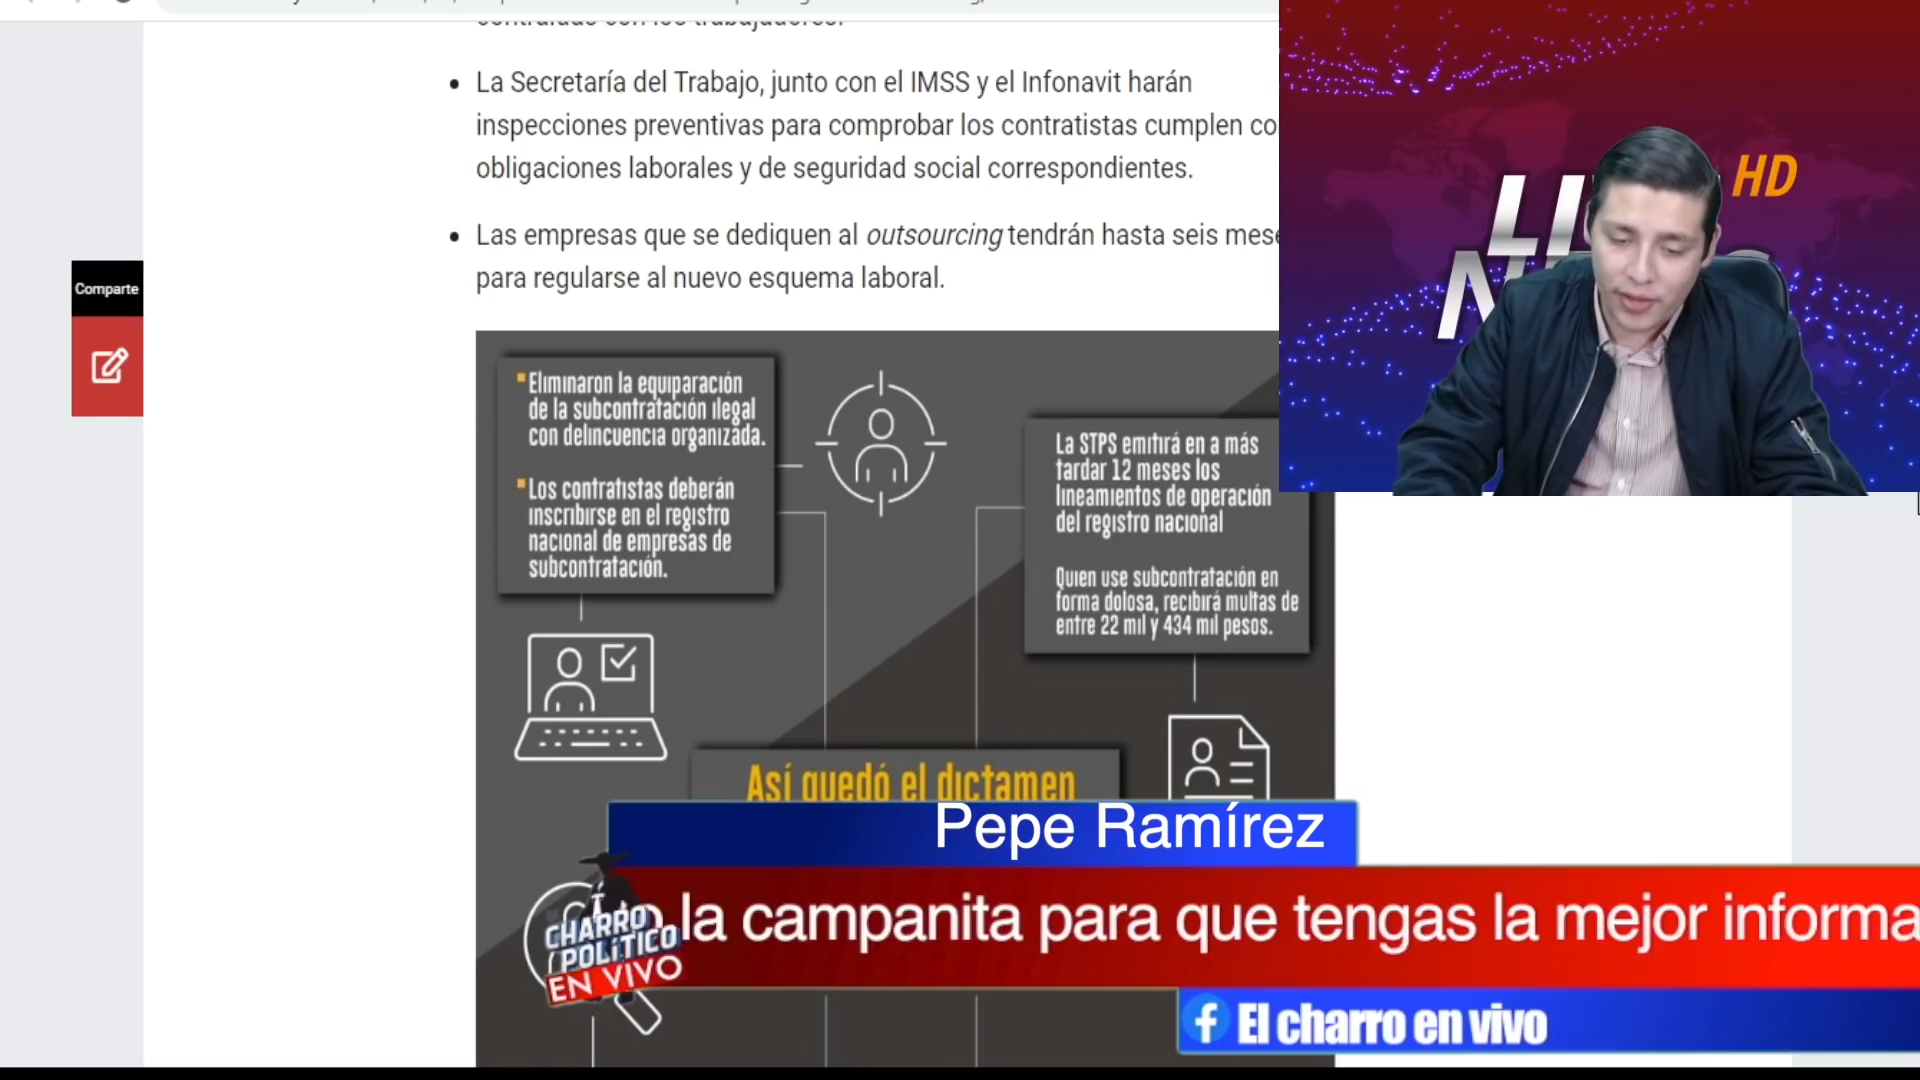 contraídas con los trabajadores.
La Secretaría del Trabajo, junto con el IMSS y el Infonavit harán
inspecciones preventivas para comprobar los contratistas cumplen co
obligaciones laborales y de seguridad social correspondientes.
Las empresas que se dediquen al outsourcing tendrán hasta seis mese
para regularse al nuevo esquema laboral.
Comparte
HD
Eliminaron la equiparación
de la subcontratación ilegal
con delincuencia organizada.
Los contratistas deberán
inscribirse en el registro
nacional de empresas de
subcontratación.
La STPS emitirá en a más
tardar 12 meses los
lineamientos de operación
del registro nacional
Quien use subcontratación en
forma dolosa, recibirá multas de
entre 22 mil y 434 mil pesos.
Así quedó el dictamen
Pepe Ramírez
la campanita para que tengas la mejor informa
CHARRO
POLÍTICO
EN VIVO
El charro en vivo